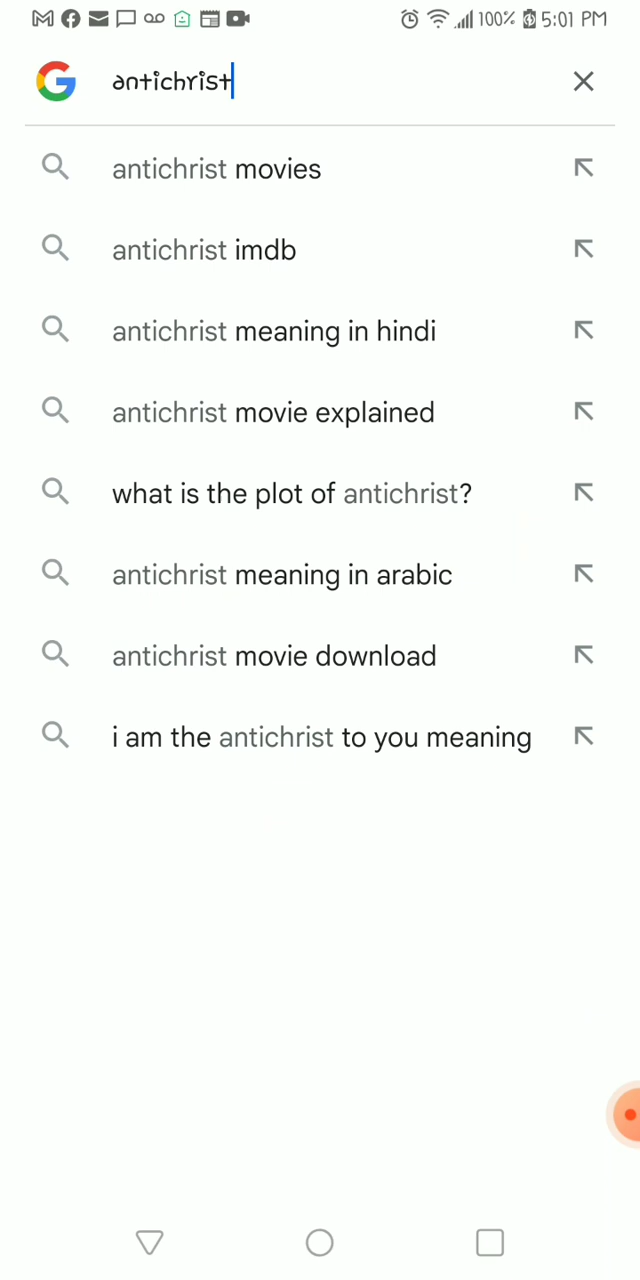 100% 5:01 PM
antichrist
antichrist movies
antichrist imdb
antichrist meaning in hindi
antichrist movie explained
what is the plot of antichrist?
antichrist meaning in arabic
antichrist movie download
i am the antichrist to you meaning